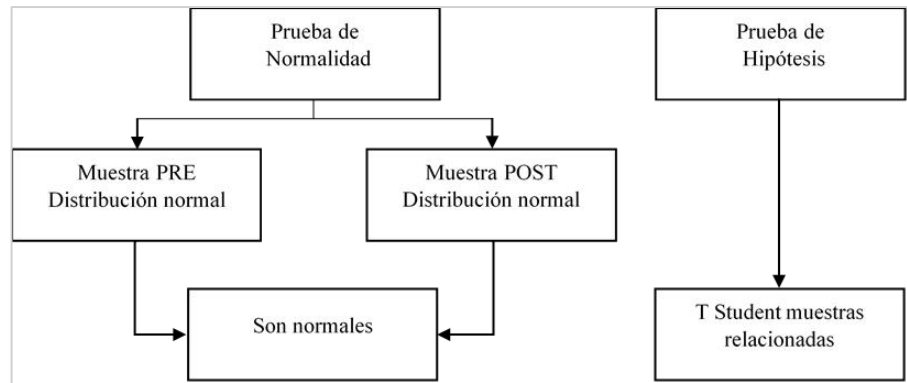 Prueba de
Normalidad
Prueba de
Hipótesis
Muestra PRE
Distribución normal
Muestra POST
Distribución normal
Son normales
T Student muestras
relacionadas